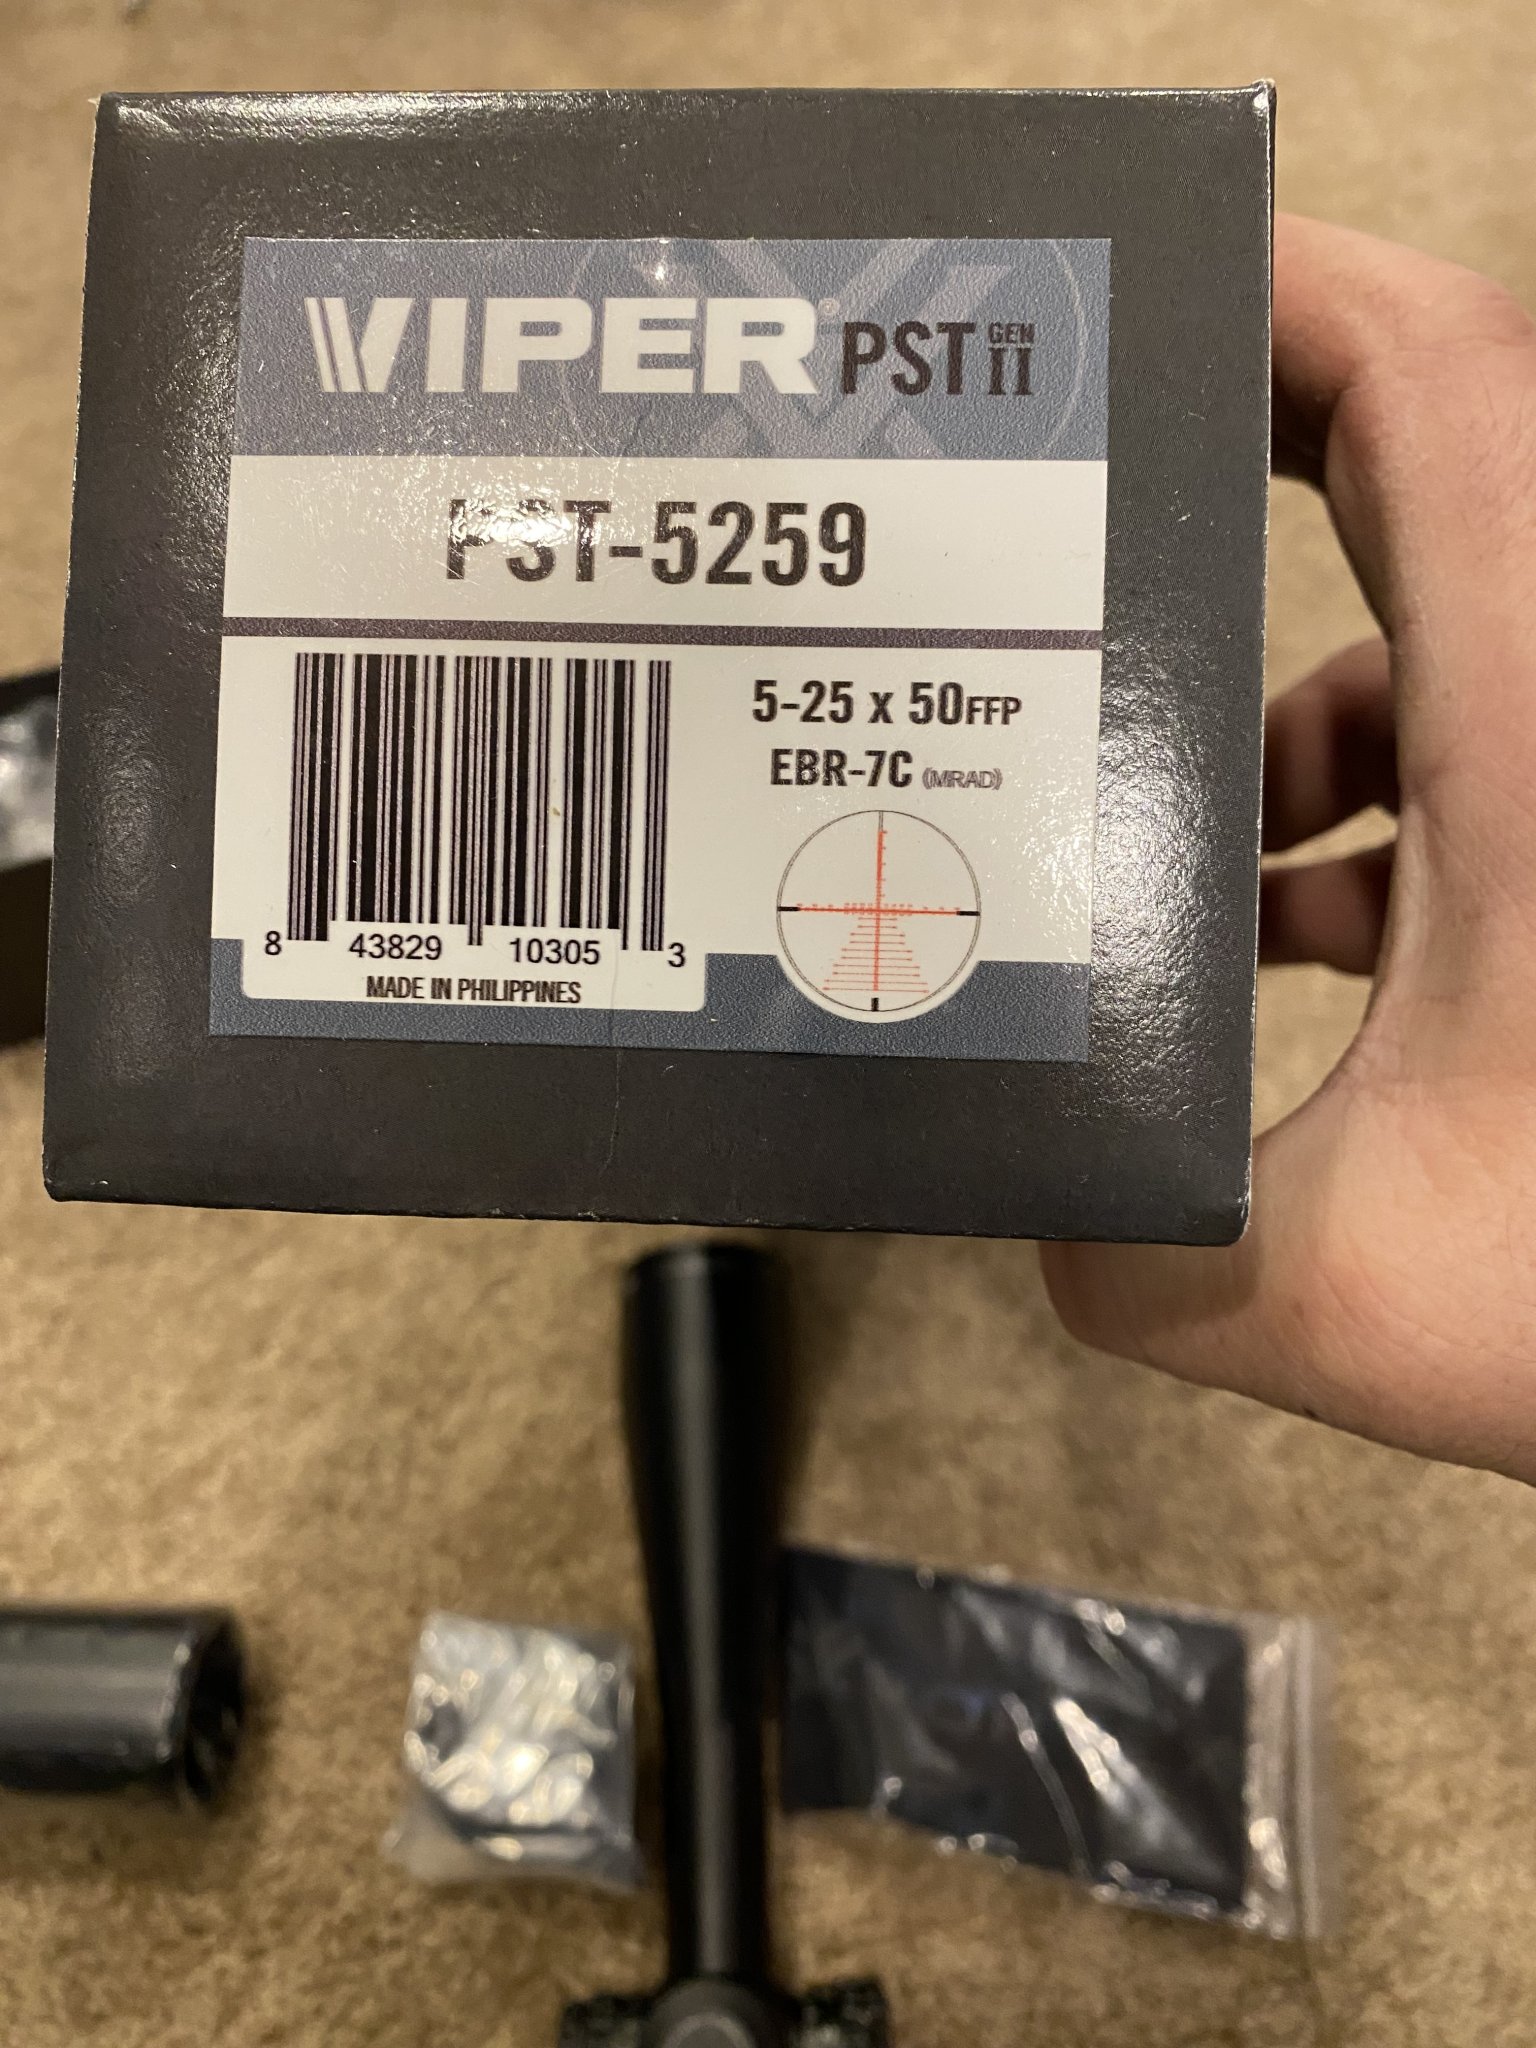 VIPER® PST GEN II
PST-5259
5-25 x 50FFP
EBR-7C (MRAD)
8 43829 10305 3
MADE IN PHILIPPINES